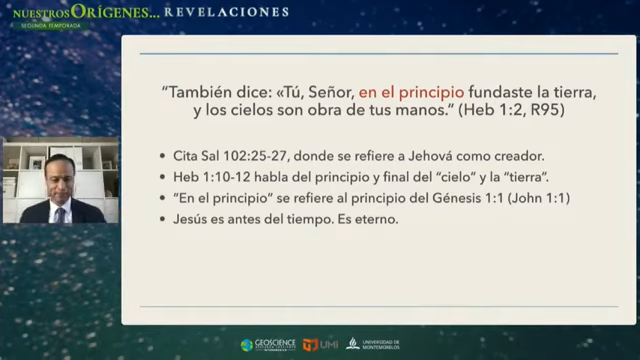 NUESTROS ORÍGENES... REVELACIONES
SEGUNDA TEMPORADA
“También dice: «Tú, Señor, en el principio fundaste la tierra,
y los cielos son obra de tus manos.” (Heb 1:2, R95)
• Cita Sal 102:25-27, donde se refiere a Jehová como creador.
• Heb 1:10-12 habla del principio y final del “cielo” y la “tierra”.
• “En el principio” se refiere al principio del Génesis 1:1 (John 1:1)
• Jesús es antes del tiempo. Es eterno.
GEOSCIENCE UMI UNIVERSIDAD
DE MONTEMORELOS